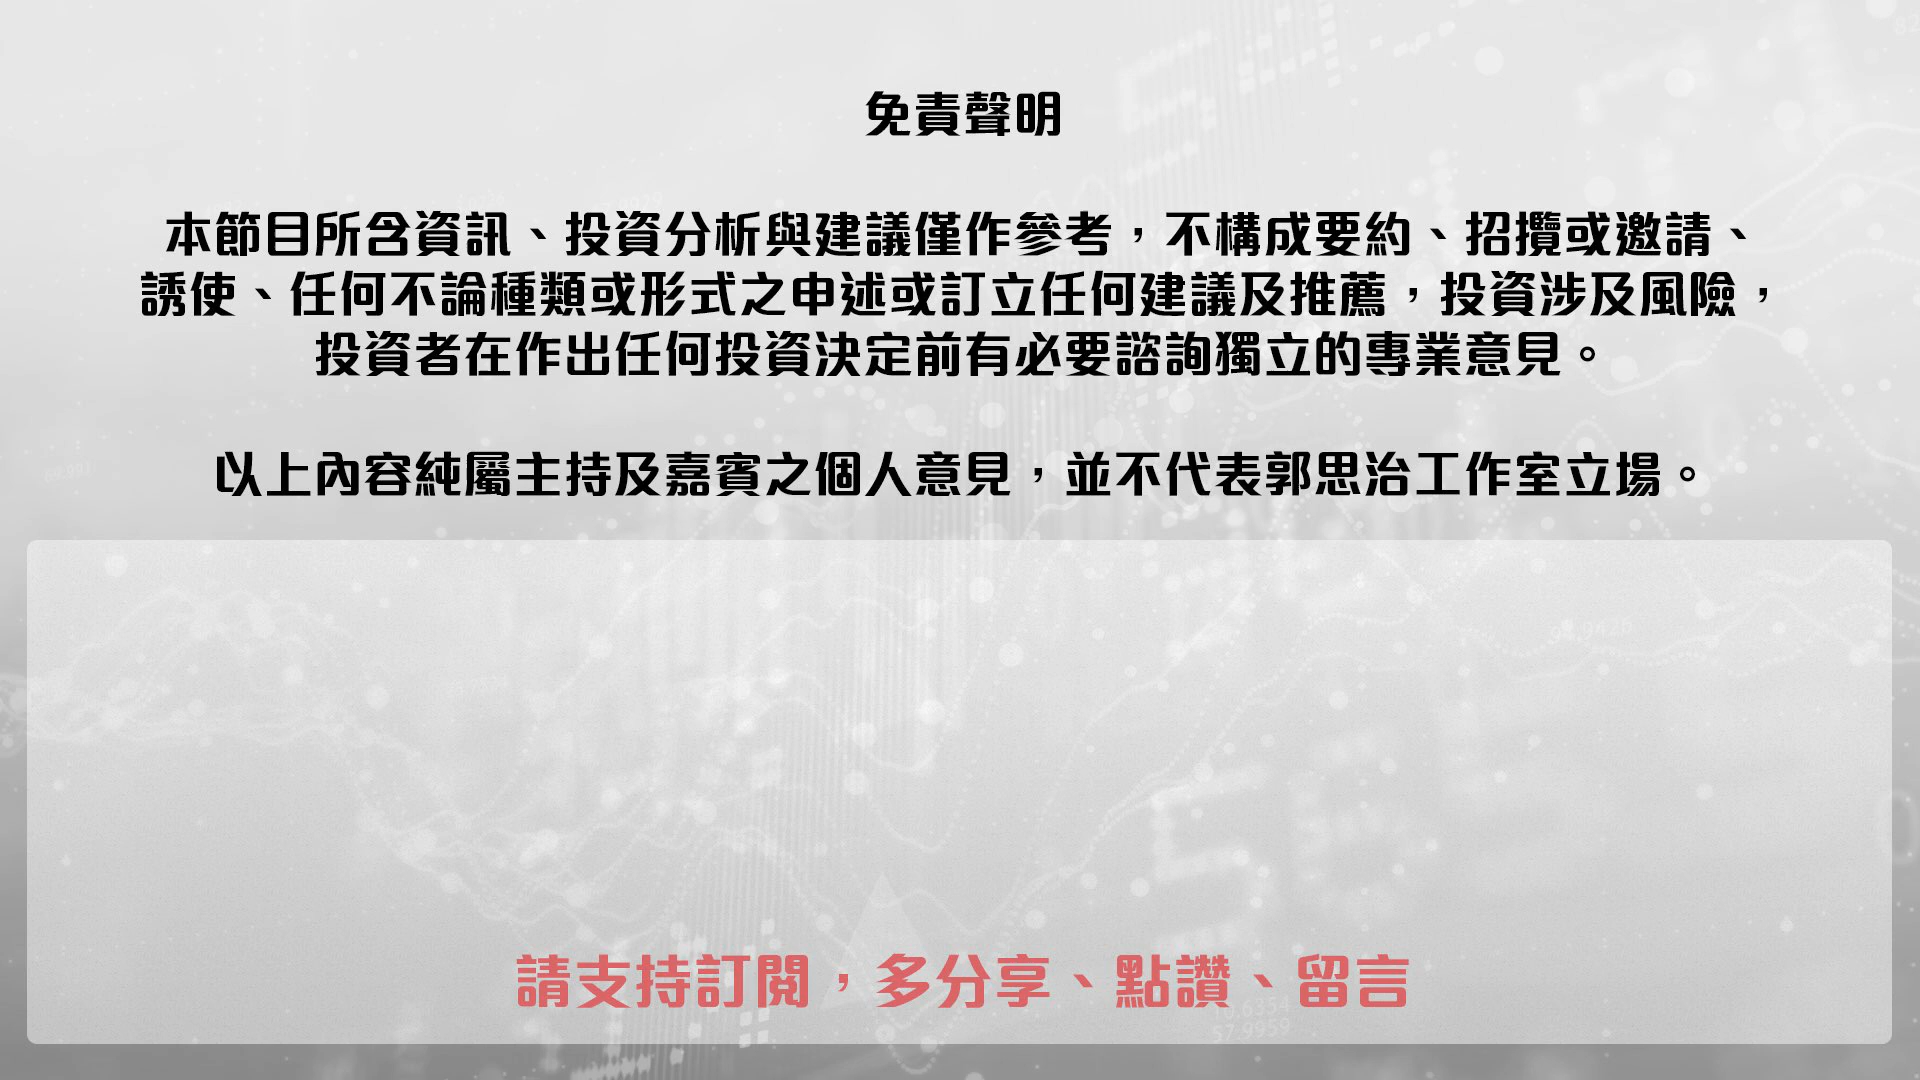 免責聲明
本節目所含資訊、投資分析與建議僅作參考，不構成要約、招攬或邀請、
誘使、任何不論種類或形式之申述或訂立任何建議及推薦，投資涉及風險，
投資者在作出任何投資決定前有必要諮詢獨立的專業意見。
以上內容純屬主持及嘉賓之個人意見，並不代表郭思治工作室立場。
請支持訂閱，多分享、點讚、留言
57.9959